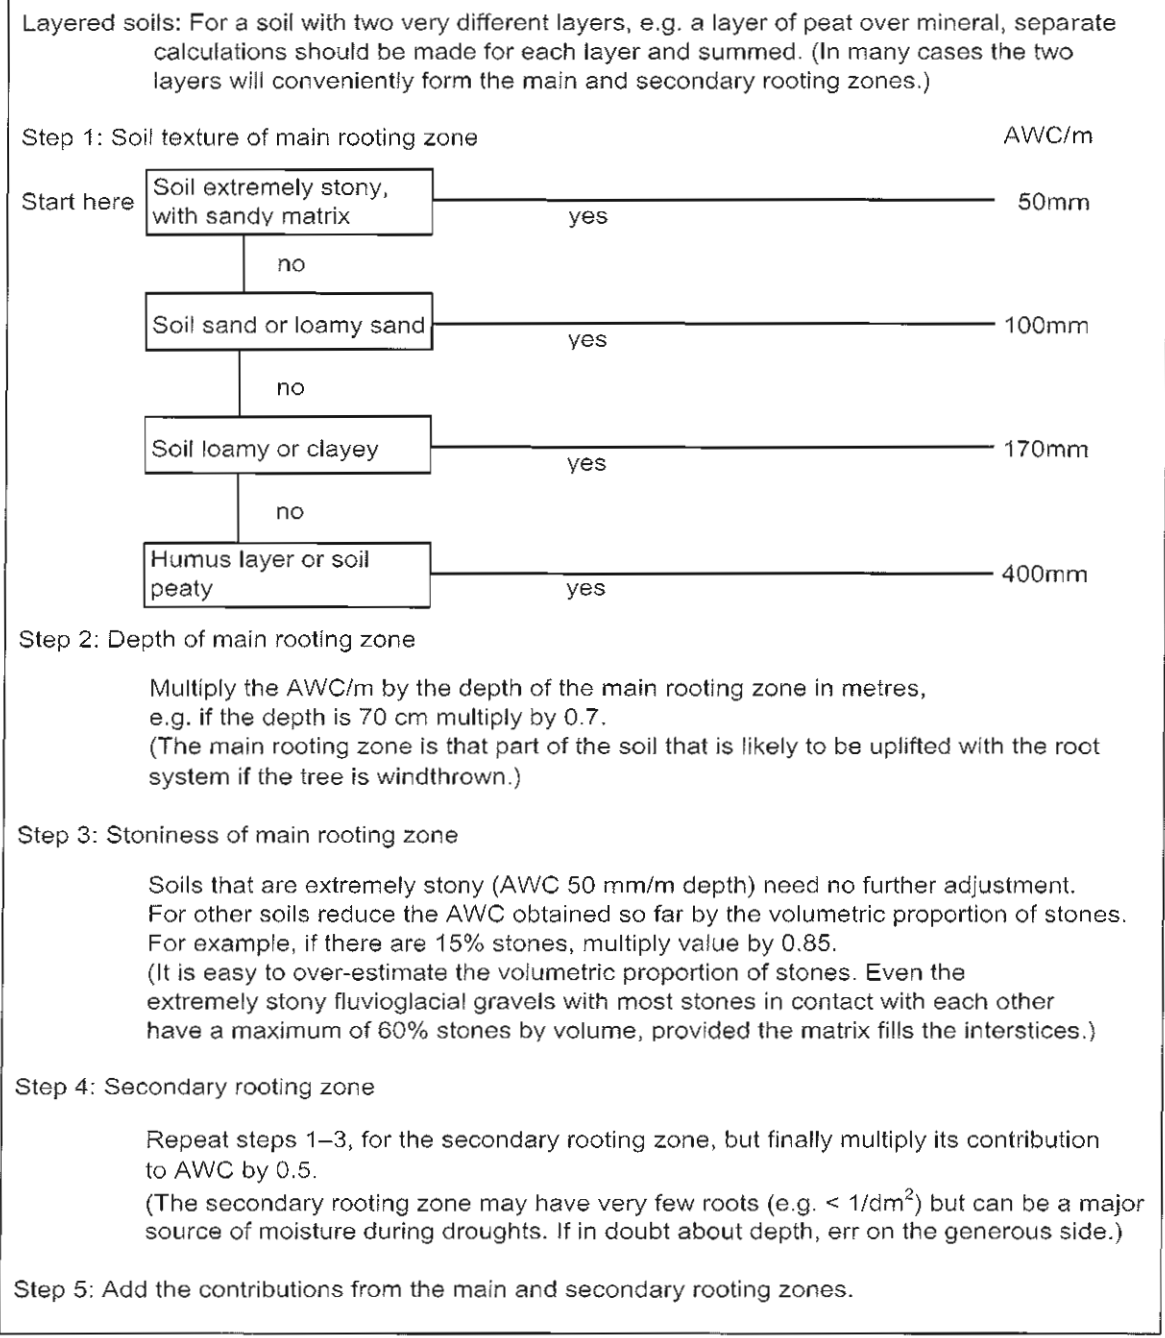 Layered soils: For a soil with two very different layers, e.g. a layer of peat over mineral, separate
calculations should be made for each layer and summed. (In many cases the two
layers will conveniently form the main and secondary rooting zones.)
Step 1: Soil texture of main rooting zone AWC/m
Start here Soil extremely stony,
with sandy matrix yes 50mm
no
Soil sand or loamy sand yes 100mm
no
Soil loamy or clayey yes 170mm
no
Humus layer or soil
peaty yes 400mm
Step 2: Depth of main rooting zone
Multiply the AWC/m by the depth of the main rooting zone in metres,
e.g. if the depth is 70 cm multiply by 0.7.
(The main rooting zone is that part of the soil that is likely to be uplifted with the root
system if the tree is windthrown.)
Step 3: Stoniness of main rooting zone
Soils that are extremely stony (AWC 50 mm/m depth) need no further adjustment.
For other soils reduce the AWC obtained so far by the volumetric proportion of stones.
For example, if there are 15% stones, multiply value by 0.85.
(It is easy to over-estimate the volumetric proportion of stones. Even the
extremely stony fluvioglacial gravels with most stones in contact with each other
have a maximum of 60% stones by volume, provided the matrix fills the interstices.)
Step 4: Secondary rooting zone
Repeat steps 1–3, for the secondary rooting zone, but finally multiply its contribution
to AWC by 0.5.
(The secondary rooting zone may have very few roots (e.g. < 1/dm²) but can be a major
source of moisture during droughts. If in doubt about depth, err on the generous side.)
Step 5: Add the contributions from the main and secondary rooting zones.